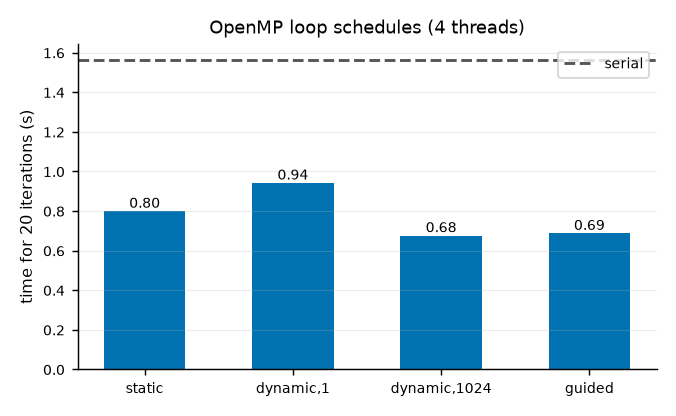 OpenMP loop schedules (4 threads)
time for 20 iterations (s)
1.6
1.4
1.2
1.0
0.8
0.6
0.4
0.2
0.0
serial
0.80
0.94
0.68
0.69
static
dynamic,1
dynamic,1024
guided